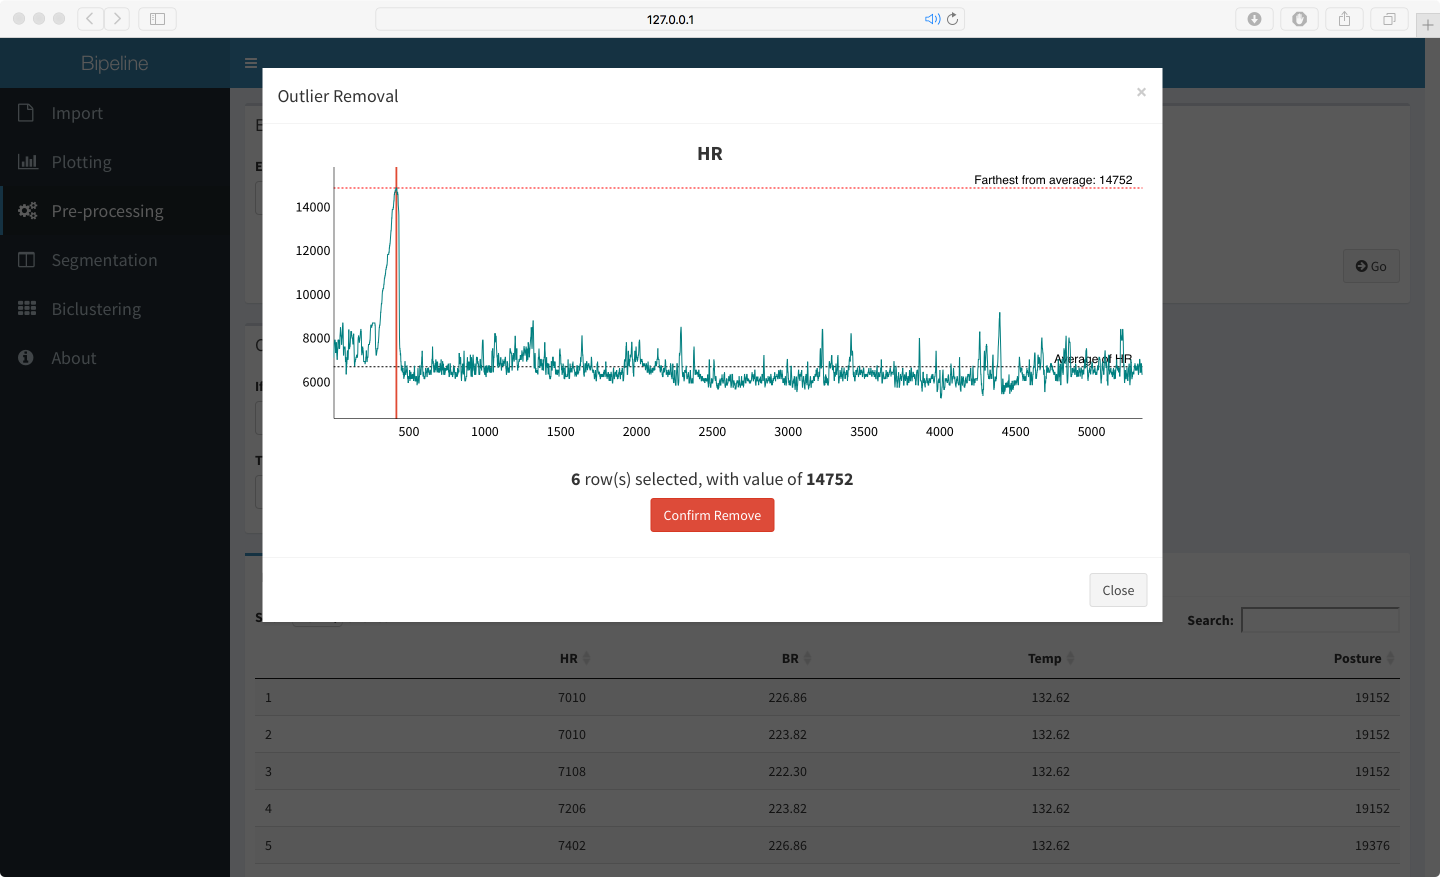 127.0.0.1
Bipeline
Import
Plotting
Pre-processing
Segmentation
Biclustering
About
Outlier Removal
×
HR
Farthest from average: 14752
14000
12000
10000
8000
Average of HR
6000
500 1000 1500 2000 2500 3000 3500 4000 4500 5000
6 row(s) selected, with value of 14752
Confirm Remove
Close
Go
Search:
HR BR Temp Posture
1 7010 226.86 132.62 19152
2 7010 223.82 132.62 19152
3 7108 222.30 132.62 19152
4 7206 223.82 132.62 19152
5 7402 226.86 132.62 19376